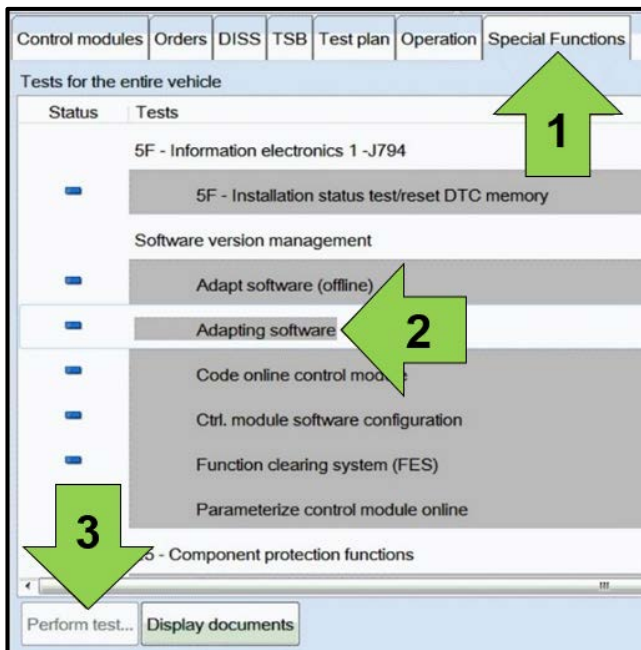 Control modules Orders DISS TSB Test plan Operation Special Functions
Tests for the entire vehicle
Status Tests
1
5F - Information electronics 1 -J794
5F - Installation status test/reset DTC memory
Software version management
Adapt software (offline)
Adapting software
2
Code online control module
Ctrl. module software configuration
Function clearing system (FES)
Parameterize control module online
3
5 - Component protection functions
Perform test... Display documents